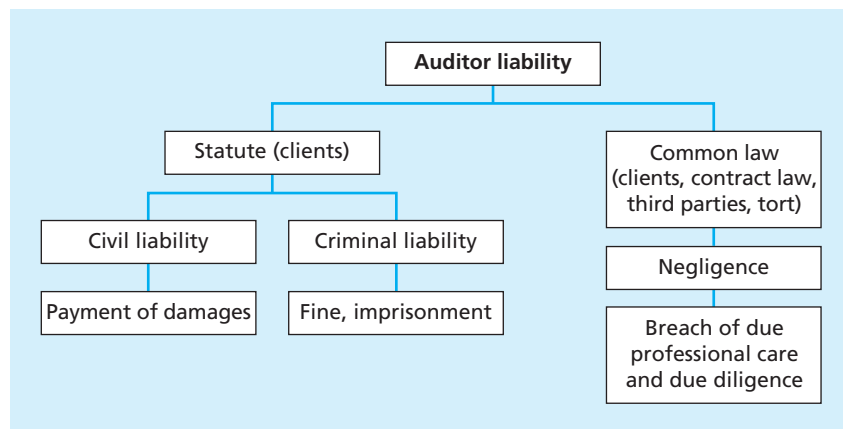 Auditor liability
Statute (clients)
Common law
(clients, contract law,
third parties, tort)
Civil liability
Criminal liability
Negligence
Payment of damages
Fine, imprisonment
Breach of due
professional care
and due diligence